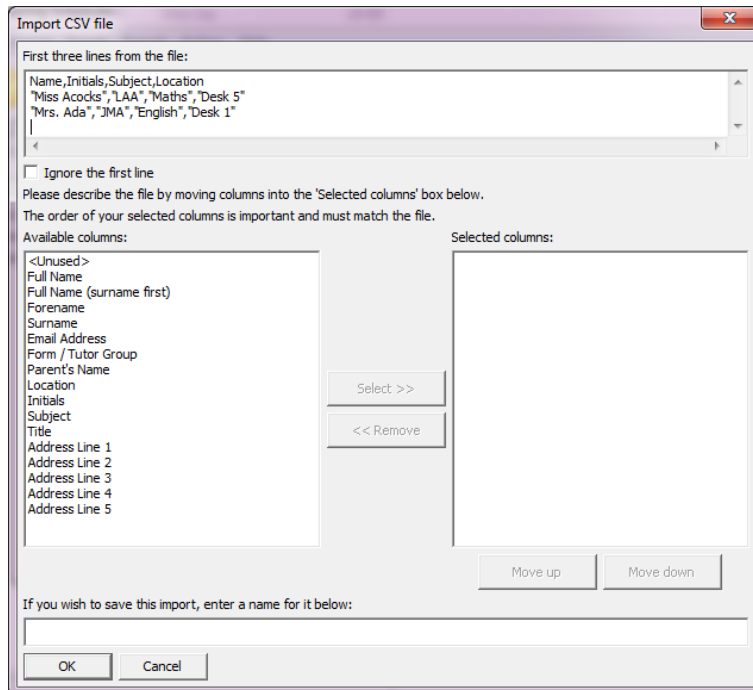 Import CSV file
First three lines from the file:
Name,Initials,Subject,Location
"Miss Acocks","LAA","Maths","Desk 5"
"Mrs. Ada","JMA","English","Desk 1"
Ignore the first line
Please describe the file by moving columns into the 'Selected columns' box below.
The order of your selected columns is important and must match the file.
Available columns:
Selected columns:
<Unused>
Full Name
Full Name (surname first)
Forename
Surname
Email Address
Form / Tutor Group
Parent's Name
Location
Initials
Subject
Title
Address Line 1
Address Line 2
Address Line 3
Address Line 4
Address Line 5
Select >>
<< Remove
Move up
Move down
If you wish to save this import, enter a name for it below:
OK
Cancel